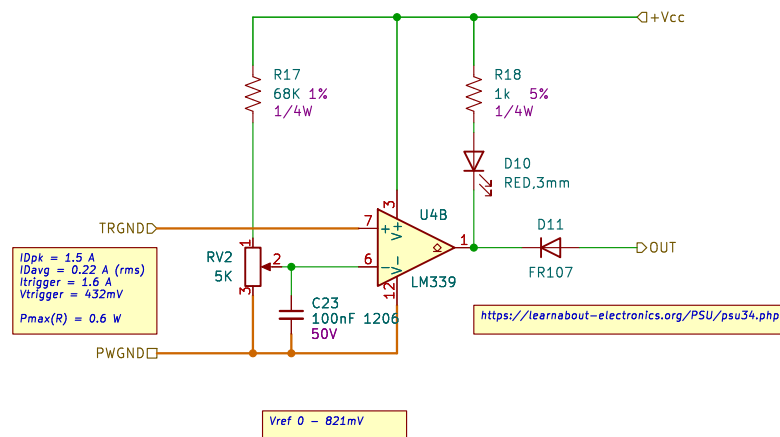 +Vcc
R17
68K 1%
1/4W
R18
1k 5%
1/4W
D10
RED,3mm
U4B
3
V+
TRGND
7
+
1
D11
OUT
FR107
IDpk = 1.5 A
IDavg = 0.22 A (rms)
Itrigger = 1.6 A
Vtrigger = 432mV
Pmax(R) = 0.6 W
1
RV2
5K
2
3
6
−
V-
12
LM339
C23
100nF 1206
50V
https://learnabout-electronics.org/PSU/psu34.php
PWGND
Vref 0 - 821mV